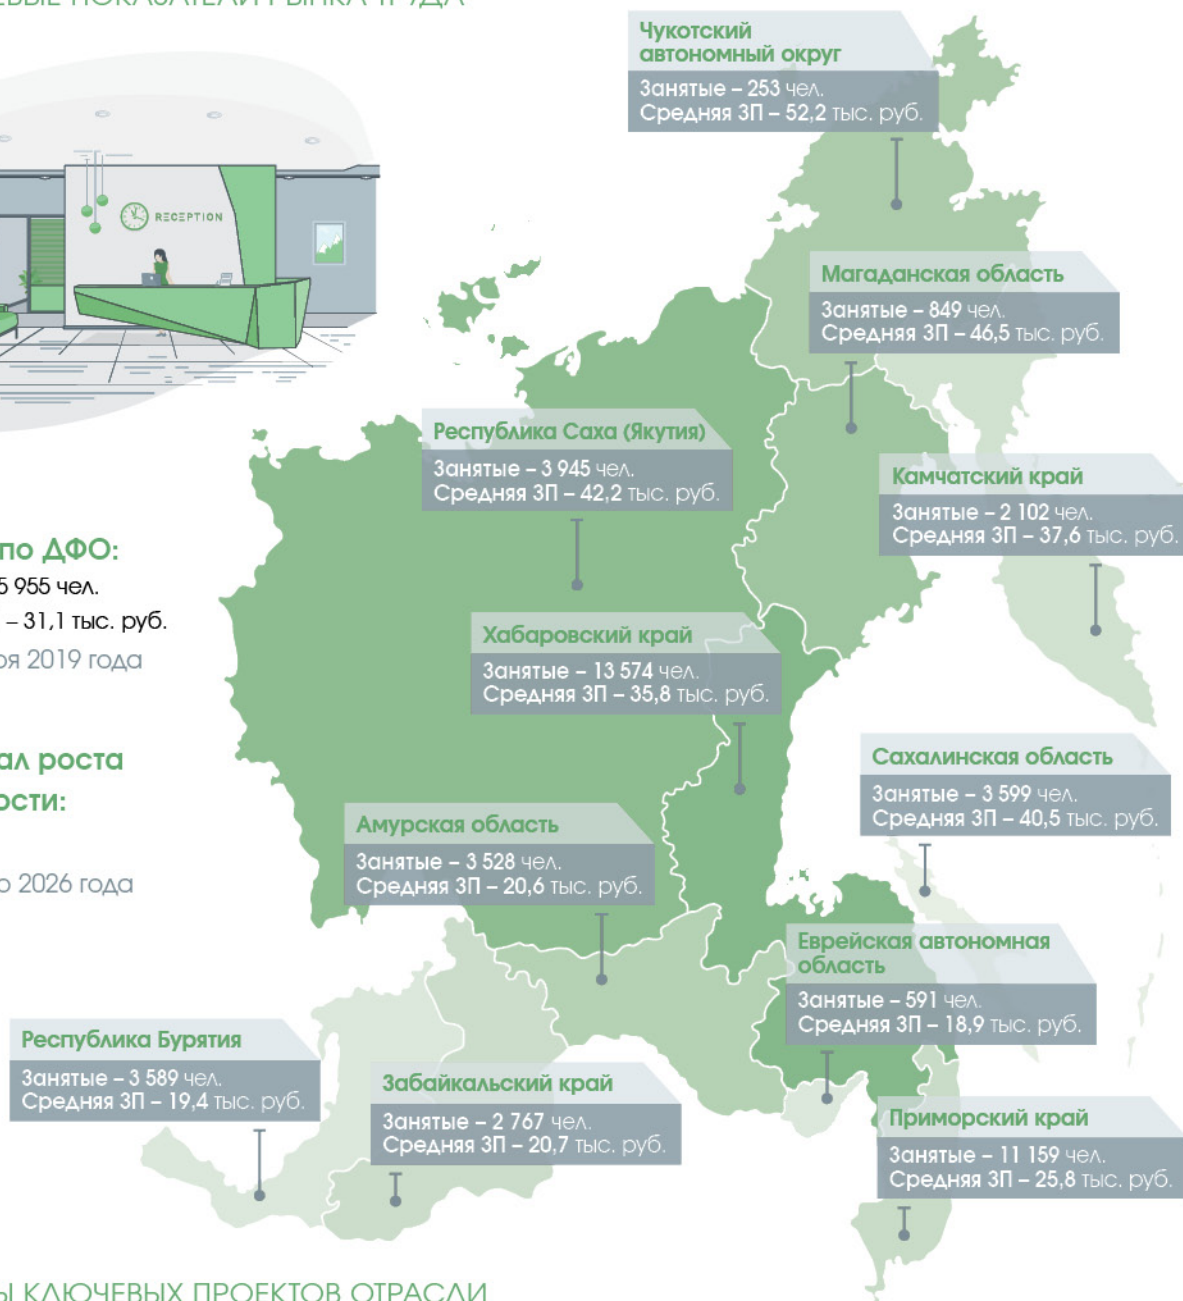 ЕВЫЕ ПОКАЗАТЕЛИ РЫНКА ТРУДА
Чукотский
автономный округ
Занятые – 253 чел.
Средняя ЗП – 52,2 тыс. руб.
RECEPTION
Магаданская область
Занятые – 849 чел.
Средняя ЗП – 46,5 тыс. руб.
Республика Саха (Якутия)
Занятые – 3 945 чел.
Средняя ЗП – 42,2 тыс. руб.
Камчатский край
Занятые – 2 102 чел.
Средняя ЗП – 37,6 тыс. руб.
по ДФО:
5 955 чел.
– 31,1 тыс. руб.
ря 2019 года
Хабаровский край
Занятые – 13 574 чел.
Средняя ЗП – 35,8 тыс. руб.
ал роста
ости:
о 2026 года
Сахалинская область
Занятые – 3 599 чел.
Средняя ЗП – 40,5 тыс. руб.
Амурская область
Занятые – 3 528 чел.
Средняя ЗП – 20,6 тыс. руб.
Еврейская автономная
область
Занятые – 591 чел.
Средняя ЗП – 18,9 тыс. руб.
Республика Бурятия
Занятые – 3 589 чел.
Средняя ЗП – 19,4 тыс. руб.
Забайкальский край
Занятые – 2 767 чел.
Средняя ЗП – 20,7 тыс. руб.
Приморский край
Занятые – 11 159 чел.
Средняя ЗП – 25,8 тыс. руб.
Ы КЛЮЧЕВЫХ ПРОЕКТОВ ОТРАСЛИ